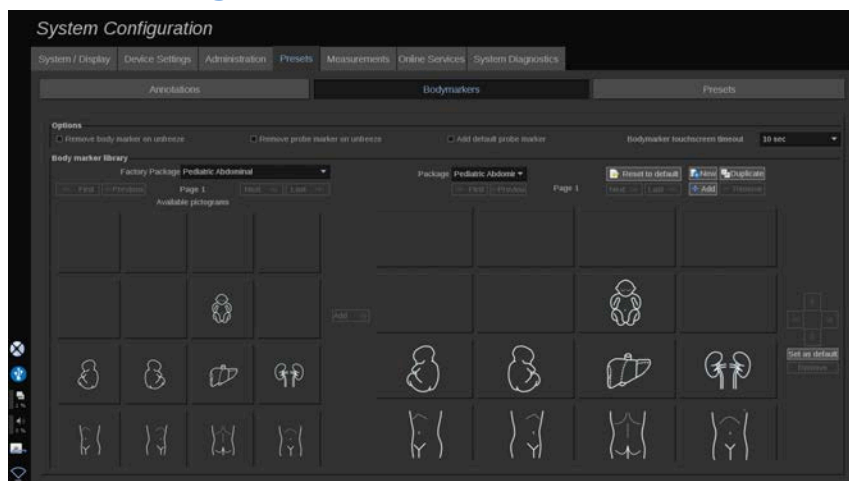 System Configuration
System / Display Device Settings Administration Presets Measurements Online Services System Diagnostics
Annotations Bodymarkers Presets
Options
Remove body marker on unfreeze Remove probe marker on unfreeze Add default probe marker Bodymarker touchscreen timeout 10 sec
Body marker library
Factory Package Pediatric Abdominal Package Pediatric Abdomir Reset to default New Duplicate
First Previous Page 1 Next Last First Previous Page 1 Next Last Add Remove
Available pictograms
Add
Set as default
Remove